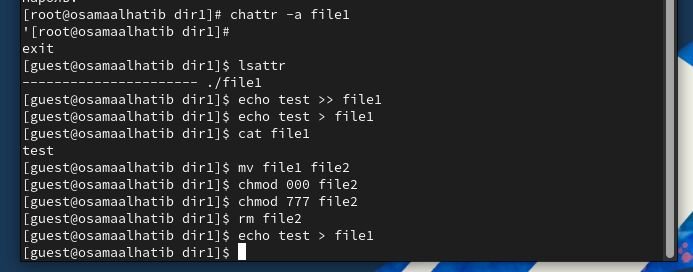 [root@osamaalhatib dir1]# chattr -a file1
'[root@osamaalhatib dir1]#
exit
[guest@osamaalhatib dir1]$ lsattr
---------------------- ./file1
[guest@osamaalhatib dir1]$ echo test >> file1
[guest@osamaalhatib dir1]$ echo test > file1
[guest@osamaalhatib dir1]$ cat file1
test
[guest@osamaalhatib dir1]$ mv file1 file2
[guest@osamaalhatib dir1]$ chmod 000 file2
[guest@osamaalhatib dir1]$ chmod 777 file2
[guest@osamaalhatib dir1]$ rm file2
[guest@osamaalhatib dir1]$ echo test > file1
[guest@osamaalhatib dir1]$